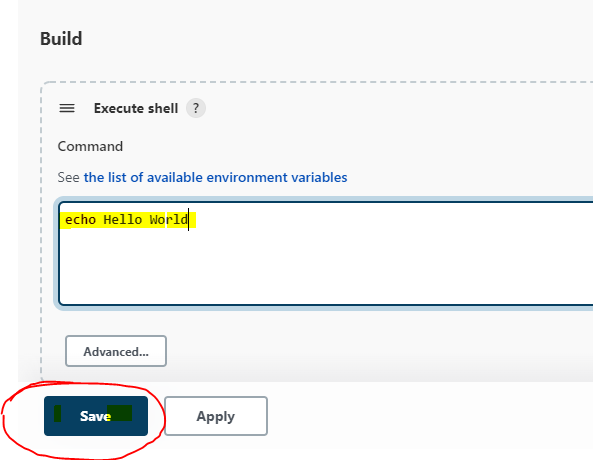 Build
Execute shell ?
Command
See the list of available environment variables
echo Hello World
Advanced...
Save Apply